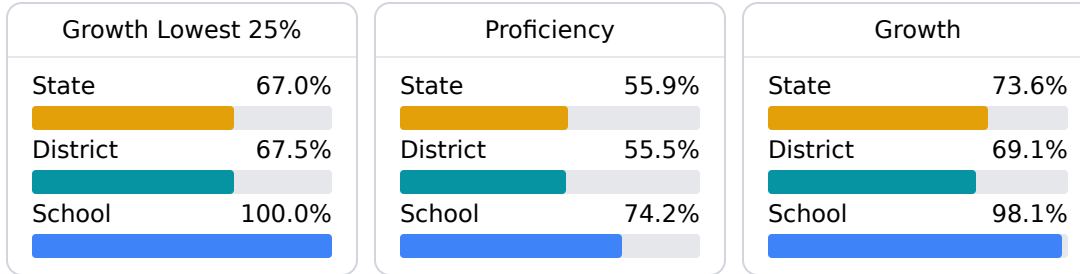 Growth Lowest 25%
State 67.0%
District 67.5%
School 100.0%
Proficiency
State 55.9%
District 55.5%
School 74.2%
Growth
State 73.6%
District 69.1%
School 98.1%